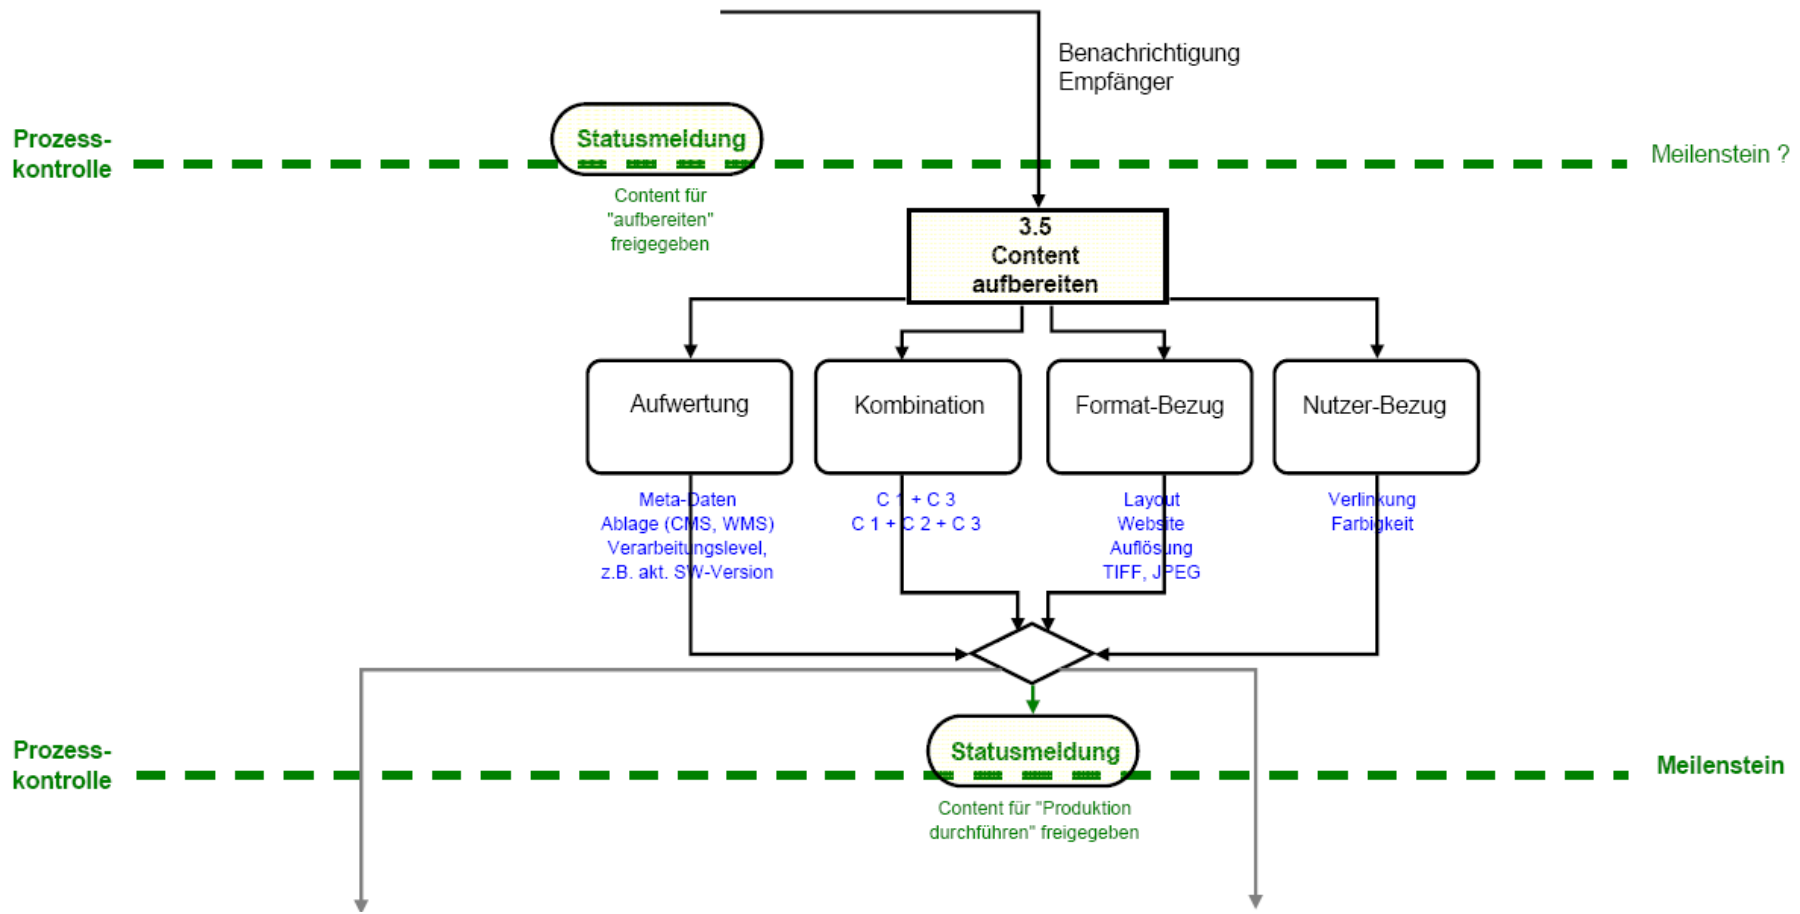 Benachrichtigung
Empfänger
Prozess-
kontrolle
Statusmeldung
Meilenstein ?
Content für
"aufbereiten"
freigegeben
3.5
Content
aufbereiten
Aufwertung
Kombination
Format-Bezug
Nutzer-Bezug
Meta-Daten
Ablage (CMS, WMS)
Verarbeitungslevel,
z.B. akt. SW-Version
C 1 + C 3
C 1 + C 2 + C 3
Layout
Website
Auflösung
TIFF, JPEG
Verlinkung
Farbigkeit
Prozess-
kontrolle
Statusmeldung
Meilenstein
Content für "Produktion
durchführen" freigegeben